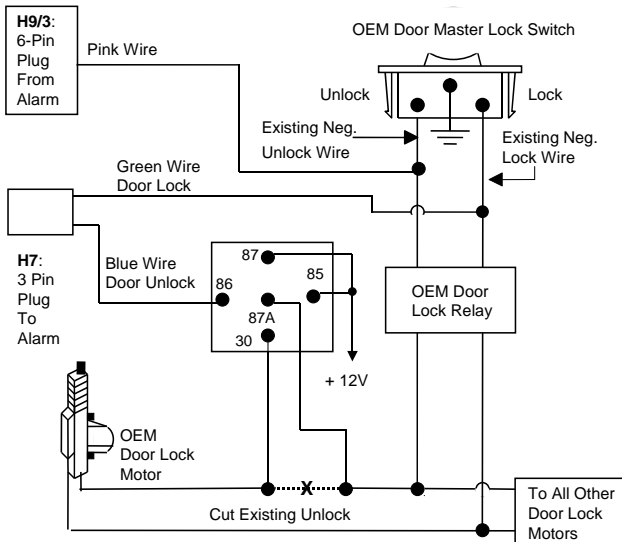 H9/3:
6-Pin
Plug
From
Alarm
Pink Wire
OEM Door Master Lock Switch
Unlock
Lock
Existing Neg.
Unlock Wire
Existing Neg.
Lock Wire
Green Wire
Door Lock
H7:
3 Pin
Plug
To
Alarm
Blue Wire
Door Unlock
87
86
85
87A
30
+ 12V
OEM Door
Lock Relay
OEM
Door Lock
Motor
X
Cut Existing Unlock
To All Other
Door Lock
Motors